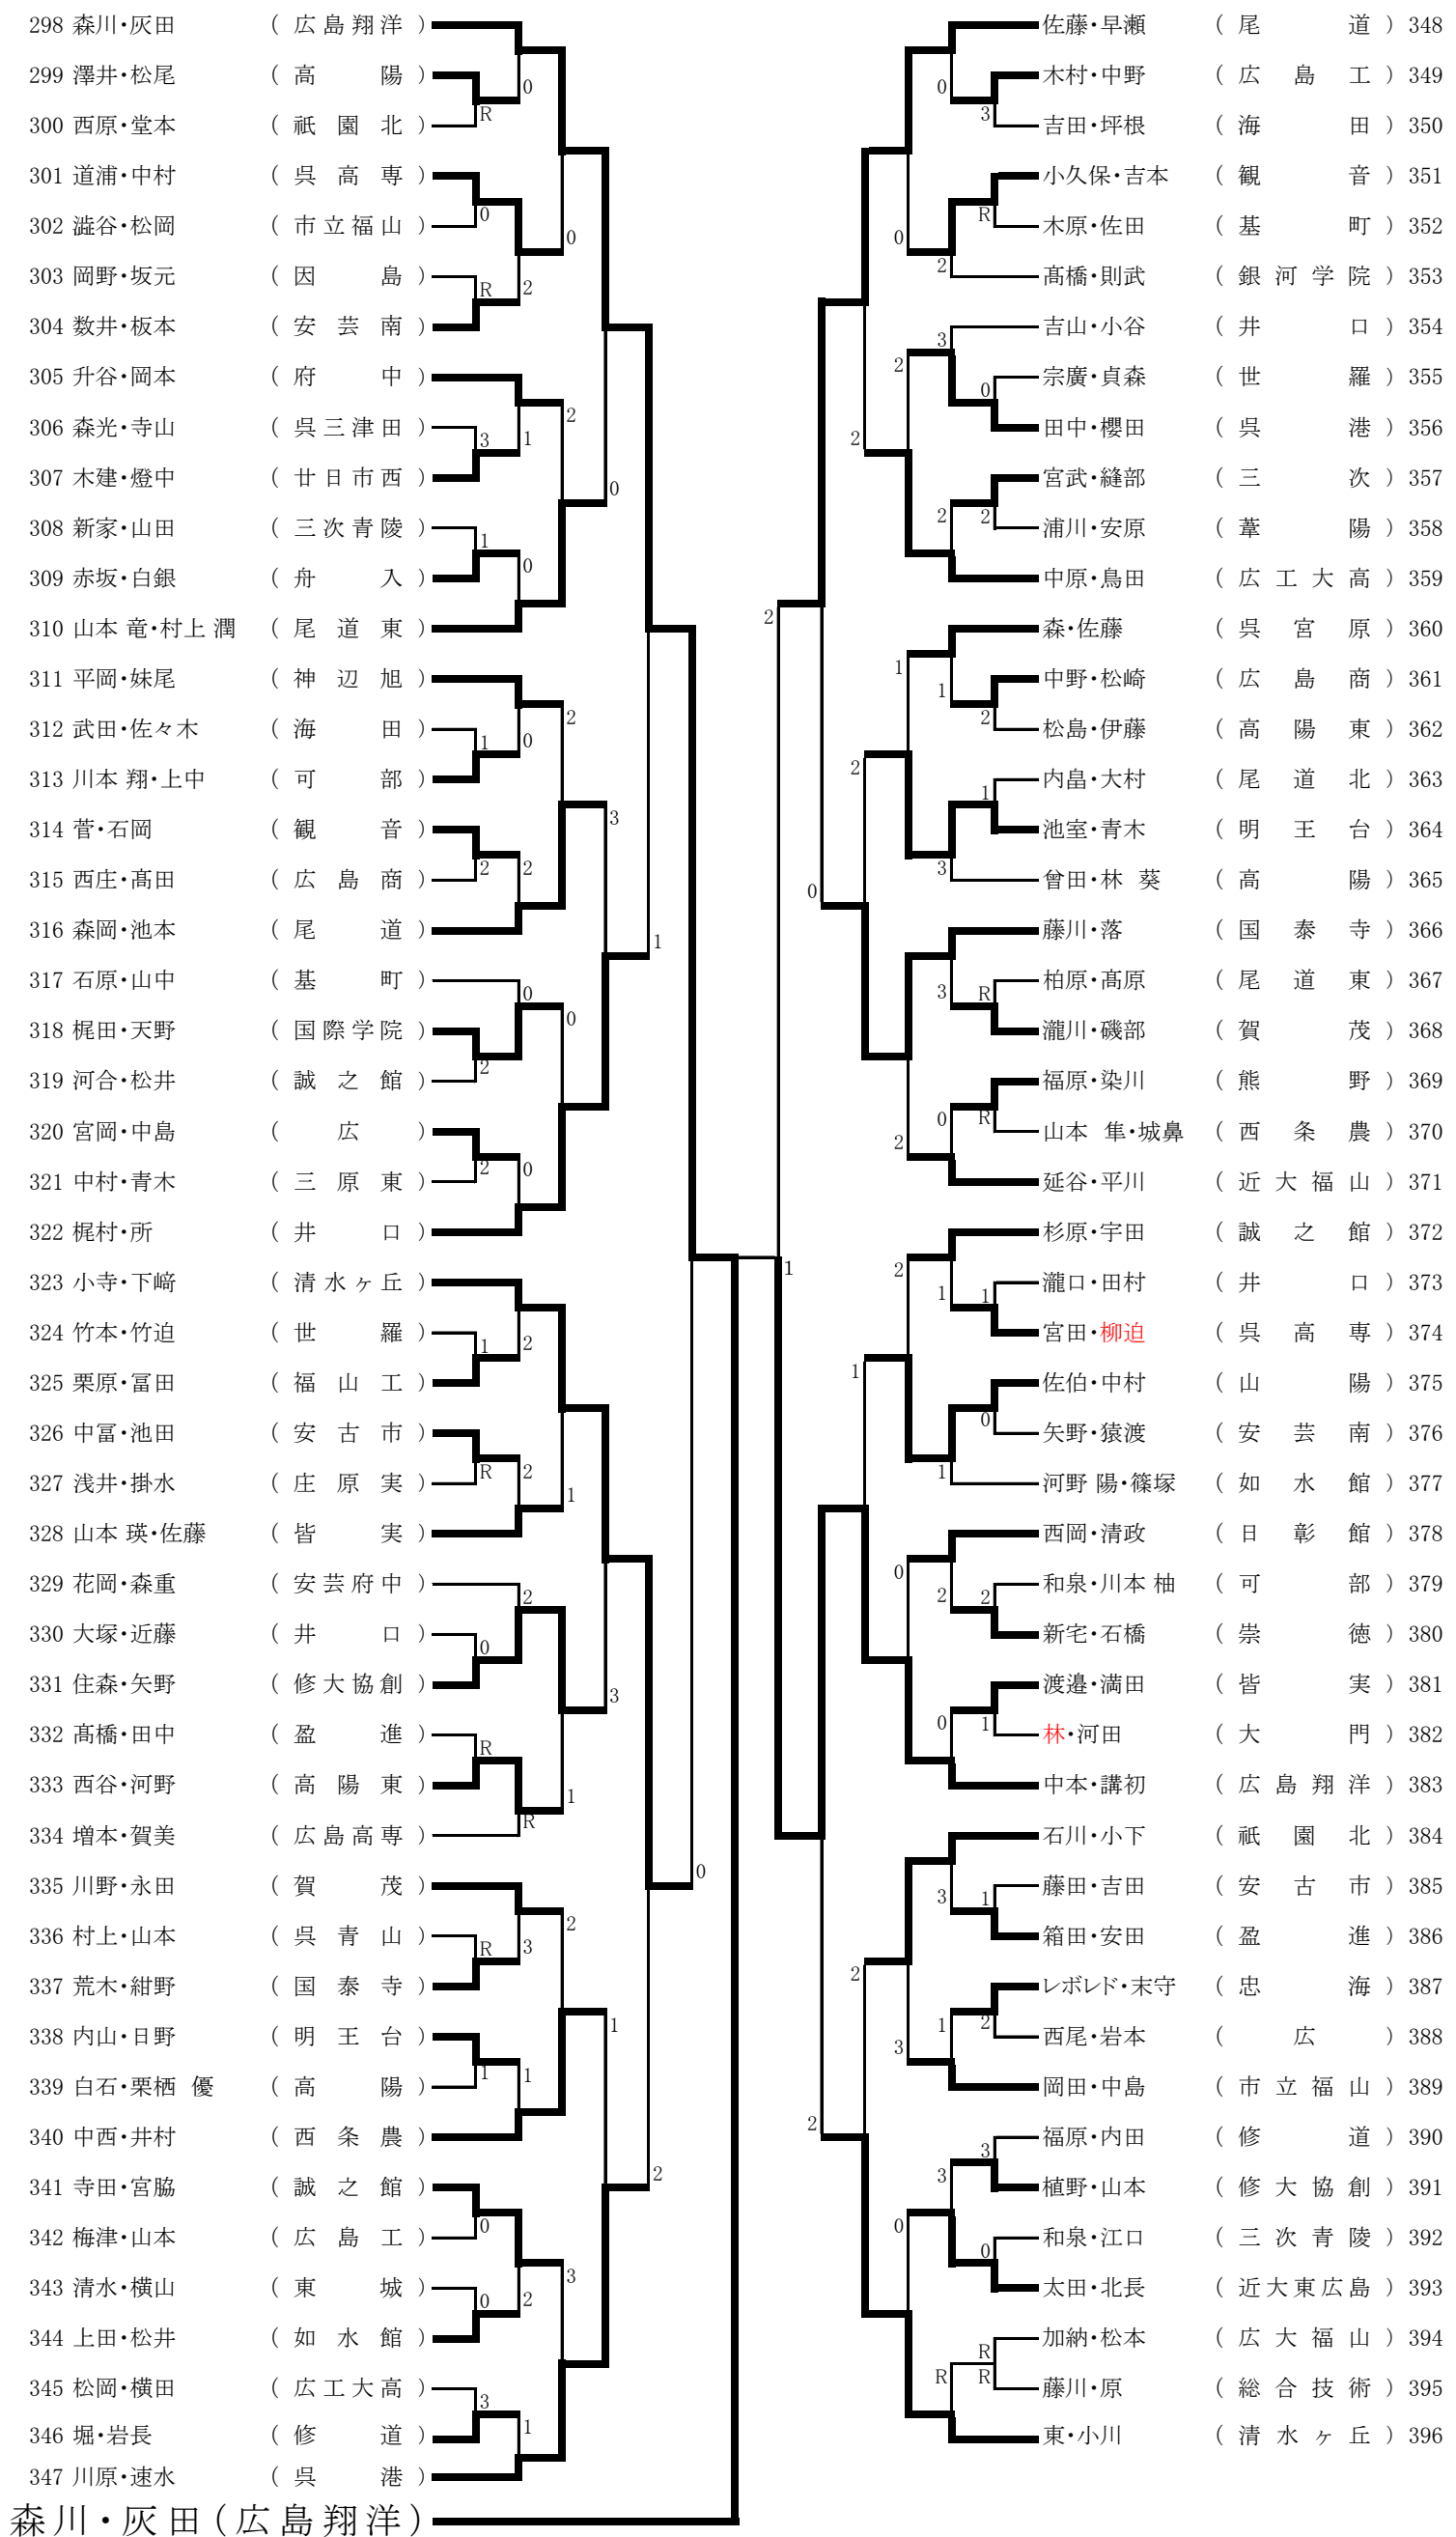 298 森川・灰田 ( 広島翔洋 )
299 澤井・松尾 ( 高陽 )
300 西原・堂本 ( 祇園北 )
301 道浦・中村 ( 呉高専 )
302 澁谷・松岡 ( 市立福山 )
303 岡野・坂元 ( 因島 )
304 数井・板本 ( 安芸南 )
305 升谷・岡本 ( 府中 )
306 森光・寺山 ( 呉三津田 )
307 木建・燈中 ( 廿日市西 )
308 新家・山田 ( 三次青陵 )
309 赤坂・白銀 ( 舟入 )
310 山本 竜・村上 潤 ( 尾道東 )
311 平岡・妹尾 ( 神辺旭 )
312 武田・佐々木 ( 海田 )
313 川本 翔・上中 ( 可部 )
314 菅・石岡 ( 観音 )
315 西庄・髙田 ( 広島商 )
316 森岡・池本 ( 尾道 )
317 石原・山中 ( 基町 )
318 梶田・天野 ( 国際学院 )
319 河合・松井 ( 誠之館 )
320 宮岡・中島 ( 広 )
321 中村・青木 ( 三原東 )
322 梶村・所 ( 井口 )
323 小寺・下﨑 ( 清水ヶ丘 )
324 竹本・竹迫 ( 世羅 )
325 栗原・冨田 ( 福山工 )
326 中冨・池田 ( 安古市 )
327 浅井・掛水 ( 庄原実 )
328 山本 瑛・佐藤 ( 皆実 )
329 花岡・森重 ( 安芸府中 )
330 大塚・近藤 ( 井口 )
331 住森・矢野 ( 修大協創 )
332 髙橋・田中 ( 盈進 )
333 西谷・河野 ( 高陽東 )
334 増本・賀美 ( 広島高専 )
335 川野・永田 ( 賀茂 )
336 村上・山本 ( 呉青山 )
337 荒木・紺野 ( 国泰寺 )
338 内山・日野 ( 明王台 )
339 白石・栗栖 優 ( 高陽 )
340 中西・井村 ( 西条農 )
341 寺田・宮脇 ( 誠之館 )
342 梅津・山本 ( 広島工 )
343 清水・横山 ( 東城 )
344 上田・松井 ( 如水館 )
345 松岡・横田 ( 広工大高 )
346 堀・岩長 ( 修道 )
347 川原・速水 ( 呉港 )
森川・灰田(広島翔洋)
佐藤・早瀬 ( 尾道 ) 348
木村・中野 ( 広島工 ) 349
吉田・坪根 ( 海田 ) 350
小久保・吉本 ( 観音 ) 351
木原・佐田 ( 基町 ) 352
髙橋・則武 ( 銀河学院 ) 353
吉山・小谷 ( 井口 ) 354
宗廣・貞森 ( 世羅 ) 355
田中・櫻田 ( 呉港 ) 356
宮武・縫部 ( 三次 ) 357
浦川・安原 ( 葦陽 ) 358
中原・鳥田 ( 広工大高 ) 359
森・佐藤 ( 呉宮原 ) 360
中野・松崎 ( 広島商 ) 361
松島・伊藤 ( 高陽東 ) 362
内畠・大村 ( 尾道北 ) 363
池室・青木 ( 明王台 ) 364
曾田・林 葵 ( 高陽 ) 365
藤川・落 ( 国泰寺 ) 366
柏原・髙原 ( 尾道東 ) 367
瀧川・磯部 ( 賀茂 ) 368
福原・染川 ( 熊野 ) 369
山本 隼・城鼻 ( 西条農 ) 370
延谷・平川 ( 近大福山 ) 371
杉原・宇田 ( 誠之館 ) 372
瀧口・田村 ( 井口 ) 373
宮田・柳迫 ( 呉高専 ) 374
佐伯・中村 ( 山陽 ) 375
矢野・猿渡 ( 安芸南 ) 376
河野 陽・篠塚 ( 如水館 ) 377
西岡・清政 ( 日彰館 ) 378
和泉・川本 柚 ( 可部 ) 379
新宅・石橋 ( 崇徳 ) 380
渡邉・満田 ( 皆実 ) 381
林・河田 ( 大門 ) 382
中本・講初 ( 広島翔洋 ) 383
石川・小下 ( 祇園北 ) 384
藤田・吉田 ( 安古市 ) 385
箱田・安田 ( 盈進 ) 386
レボレド・末守 ( 忠海 ) 387
西尾・岩本 ( 広 ) 388
岡田・中島 ( 市立福山 ) 389
福原・内田 ( 修道 ) 390
植野・山本 ( 修大協創 ) 391
和泉・江口 ( 三次青陵 ) 392
太田・北長 ( 近大東広島 ) 393
加納・松本 ( 広大福山 ) 394
藤川・原 ( 総合技術 ) 395
東・小川 ( 清水ヶ丘 ) 396